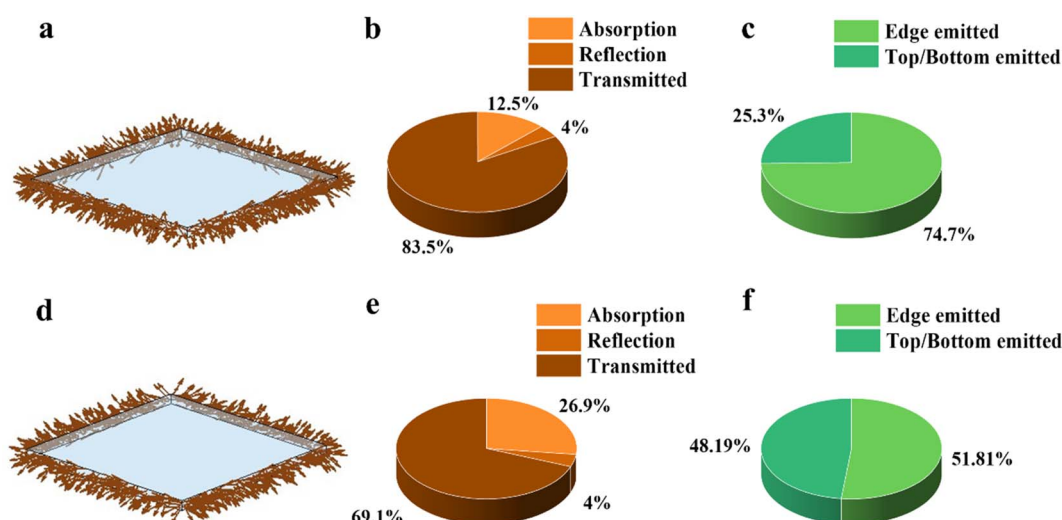 a
b
Absorption
Reflection
Transmitted
12.5%
4%
83.5%
c
Edge emitted
Top/Bottom emitted
25.3%
74.7%
d
e
Absorption
Reflection
Transmitted
26.9%
4%
69.1%
f
Edge emitted
Top/Bottom emitted
48.19%
51.81%